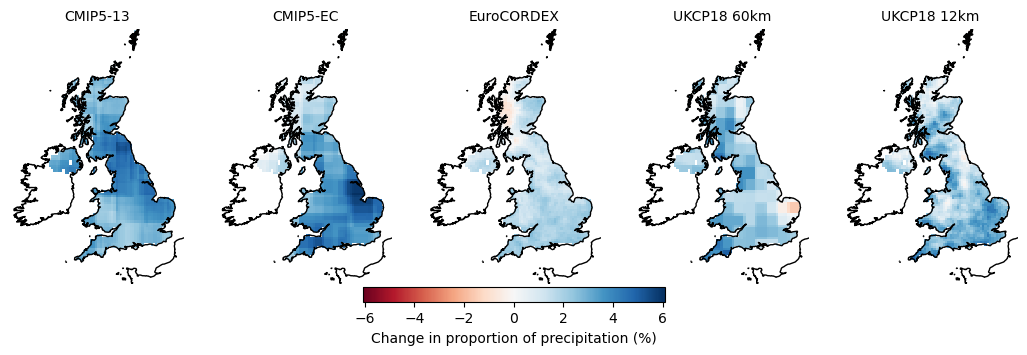 CMIP5-13 CMIP5-EC EuroCORDEX UKCP18 60km UKCP18 12km
−6 −4 −2 0 2 4 6
Change in proportion of precipitation (%)